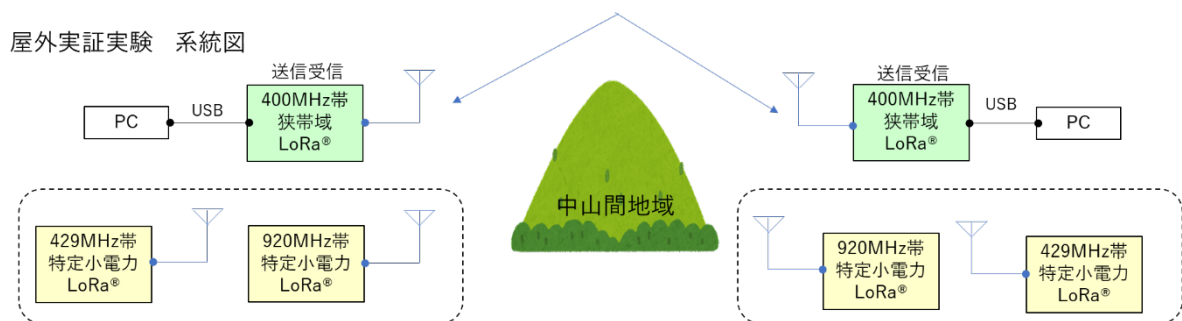 屋外実証実験　系統図
送信受信
400MHz帯
狭帯域
LoRa®
PC
USB
送信受信
400MHz帯
狭帯域
LoRa®
USB
PC
中山間地域
429MHz帯
特定小電力
LoRa®
920MHz帯
特定小電力
LoRa®
920MHz帯
特定小電力
LoRa®
429MHz帯
特定小電力
LoRa®